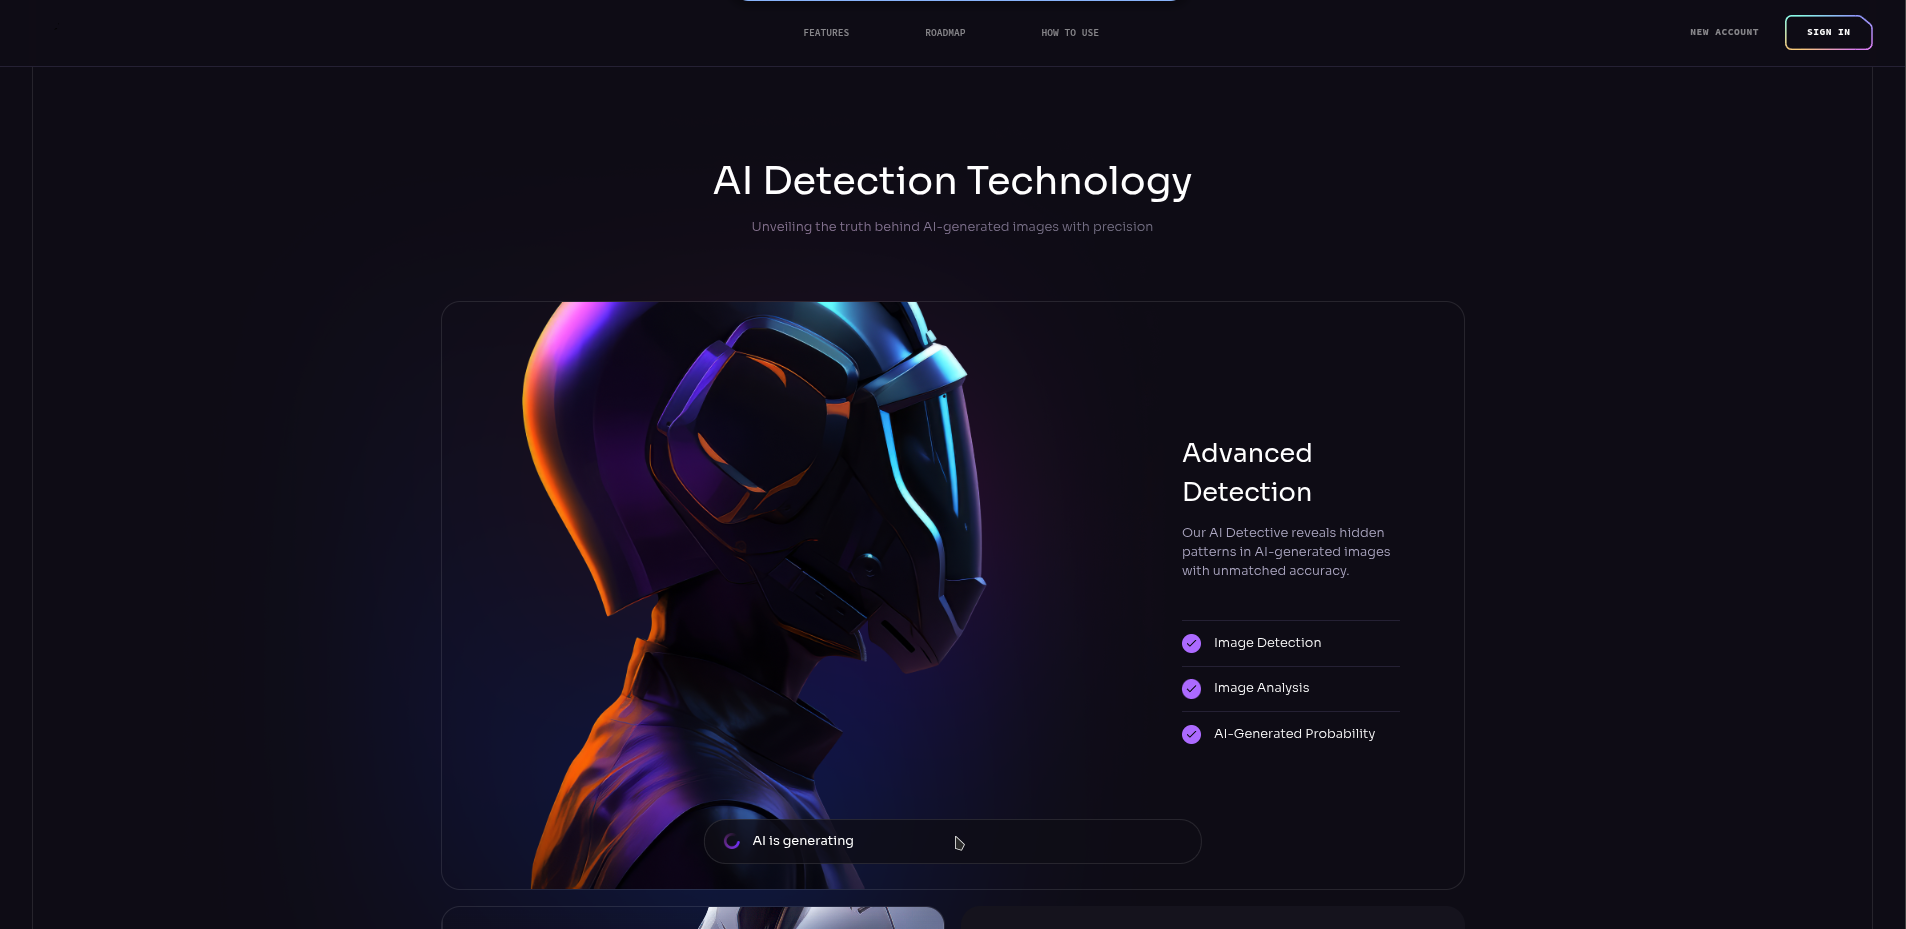 FEATURES
ROADMAP
HOW TO USE
NEW ACCOUNT
SIGN IN
AI Detection Technology
Unveiling the truth behind AI-generated images with precision
Advanced
Detection
Our AI Detective reveals hidden
patterns in AI-generated images
with unmatched accuracy.
Image Detection
Image Analysis
AI-Generated Probability
AI is generating